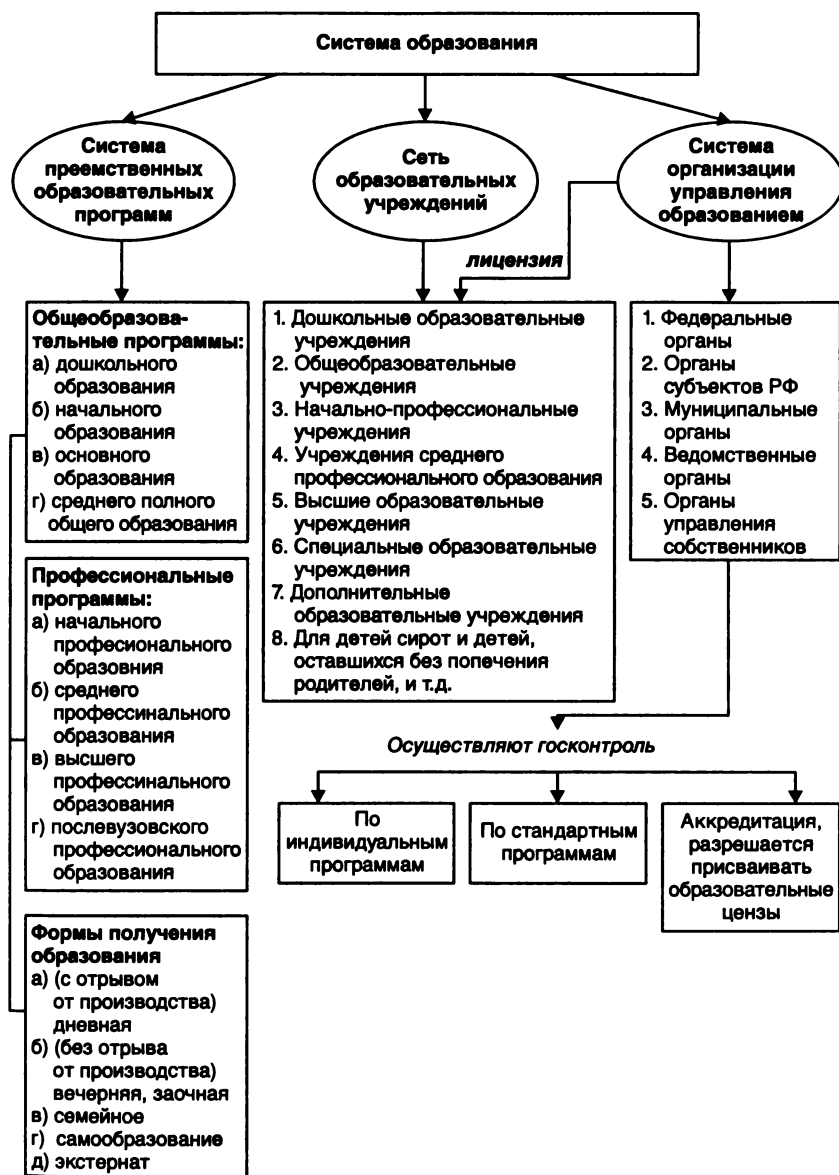 Система образования
Система
преемственных
образовательных
программ
Сеть
образовательных
учреждений
Система
организации
управления
образованием
лицензия
Общеобразова-
тельные программы:
а) дошкольного
образования
б) начального
образования
в) основного
образования
г) среднего полного
общего образования
Профессиональные
программы:
а) начального
професионального
образовния
б) среднего
профессинального
образования
в) высшего
профессинального
образования
г) послевузовского
профессионального
образования
Формы получения
образования
а) (с отрывом
от производства)
дневная
б) (без отрыва
от производства)
вечерняя, заочная
в) семейное
г) самообразование
д) экстернат
1. Дошкольные образовательные
учреждения
2. Общеобразовательные
учреждения
3. Начально-профессиональные
учреждения
4. Учреждения среднего
профессионального образования
5. Высшие образовательные
учреждения
6. Специальные образовательные
учреждения
7. Дополнительные
образовательные учреждения
8. Для детей сирот и детей,
оставшихся без попечения
родителей, и т.д.
1. Федеральные
органы
2. Органы
субъектов РФ
3. Муниципальные
органы
4. Ведомственные
органы
5. Органы
управления
собственников
Осуществляют госконтроль
По
индивидуальным
программам
По стандартным
программам
Аккредитация,
разрешается
присваивать
образовательные
цензы